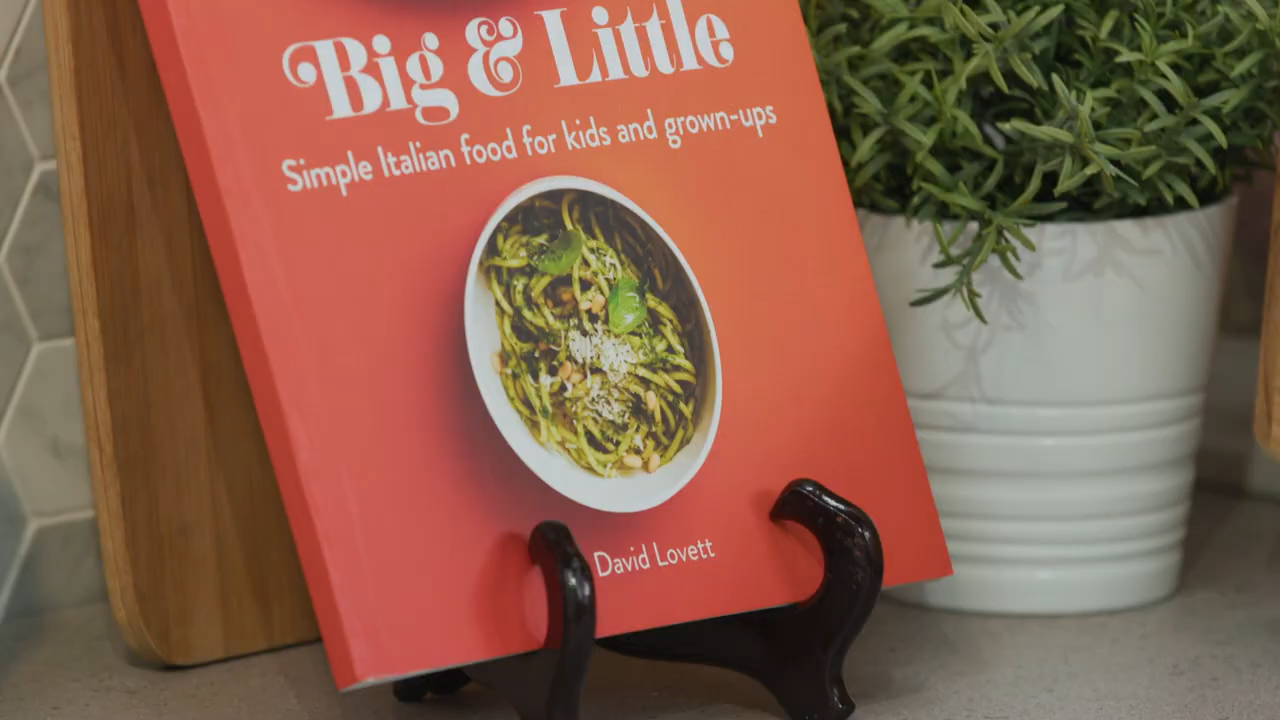 Big & Little
Simple Italian food for kids and grown-ups
David Lovett